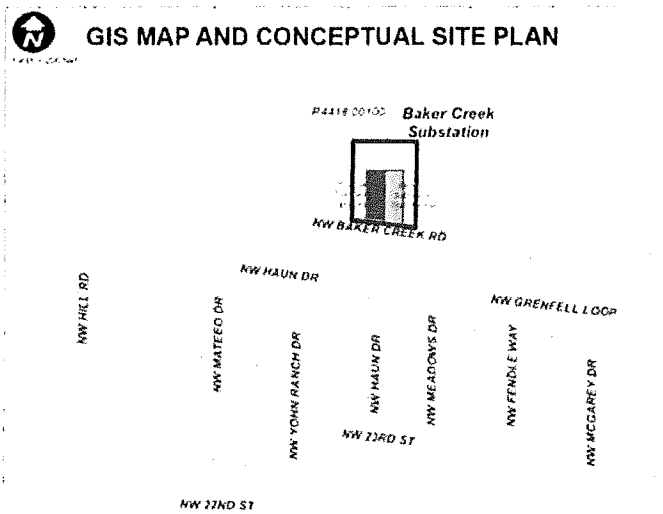 GIS MAP AND CONCEPTUAL SITE PLAN
Baker Creek
Substation
NW BAKER CREEK RD
NW HAUN DR
NW GRENFELL LOOP
NW HILL RD
NW MATEEO DR
NW YOHN RANCH DR
NW HAUN DR
NW MEADOWS DR
NW FENDLE WAY
NW MCGAREY DR
NW 23RD ST
NW 22ND ST